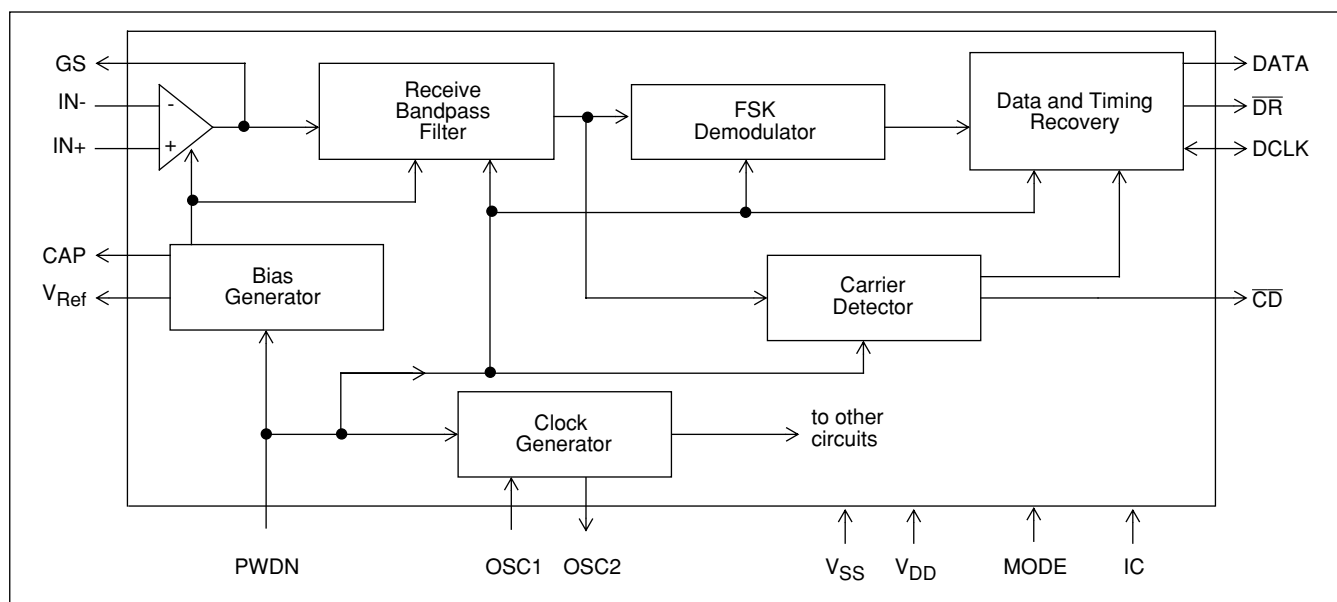 GS
IN-
IN+
CAP
VRef
-
+
Receive
Bandpass
Filter
FSK
Demodulator
Data and Timing
Recovery
DATA
DR
DCLK
Bias
Generator
Carrier
Detector
CD
Clock
Generator
to other
circuits
PWDN
OSC1
OSC2
VSS
VDD
MODE
IC